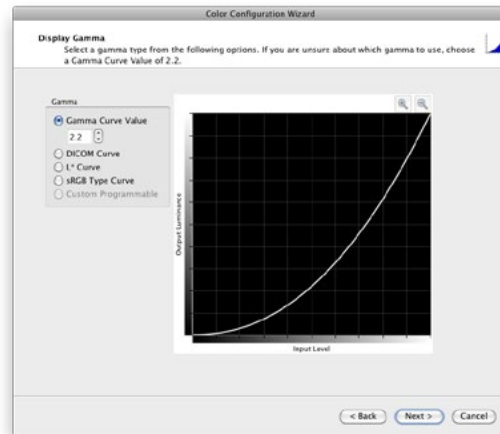 Color Configuration Wizard
Display Gamma
Select a gamma type from the following options. If you are unsure about which gamma to use, choose
a Gamma Curve Value of 2.2.
Gamma
Gamma Curve Value
2.2
DICOM Curve
L* Curve
sRGB Type Curve
Custom Programmable
Output Luminance
Input Level
< Back
Next >
Cancel